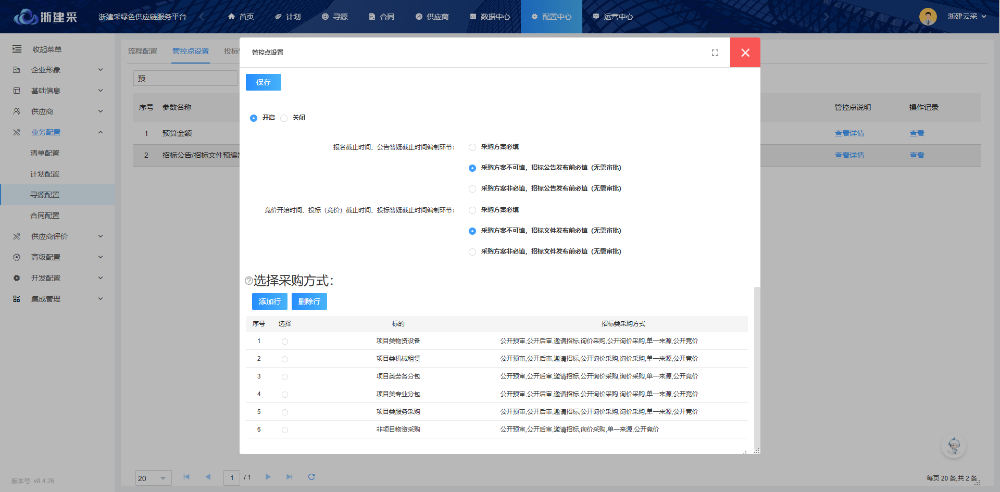 浙建采 浙建采绿色供应链服务平台 首页 计划 寻源 合同 供应商 数据中心 配置中心 运营中心 浙建云采
收起菜单
企业形象
基础信息
供应商
业务配置
清单配置
计划配置
寻源配置
合同配置
供应商评价
高级配置
开发配置
集成管理
版本号: v8.4.26
流程配置 管控点设置 投标
预
序号 参数名称 管控点说明 操作记录
1 预算金额 查看详情 查看
2 招标公告/招标文件预编 查看详情 查看
管控点设置
保存
开启 关闭
报名截止时间、公告答疑截止时间编制环节： 采购方案必填
采购方案不可填，招标公告发布前必填（无需审批）
采购方案非必填，招标公告发布前必填（无需审批）
竞价开始时间、投标（竞价）截止时间、投标答疑截止时间编制环节： 采购方案必填
采购方案不可填，招标文件发布前必填（无需审批）
采购方案非必填，招标文件发布前必填（无需审批）
选择采购方式：
添加行 删除行
序号 选择 标的 招标类采购方式
1 项目类物资设备 公开预审,公开后审,邀请招标,询价采购,公开询价采购,单一来源,公开竞价
2 项目类机械租赁 公开预审,公开后审,邀请招标,公开询价采购,询价采购,单一来源,公开竞价
3 项目类劳务分包 公开预审,公开后审,邀请招标,公开询价采购,询价采购,单一来源,公开竞价
4 项目类专业分包 公开预审,公开后审,邀请招标,公开询价采购,询价采购,单一来源,公开竞价
5 项目类服务采购 公开预审,公开后审,邀请招标,公开询价采购,询价采购,单一来源,公开竞价
6 非项目物资采购 公开预审,公开后审,邀请招标,询价采购,单一来源,公开竞价
20 1 / 1 每页 20 条,共 2 条